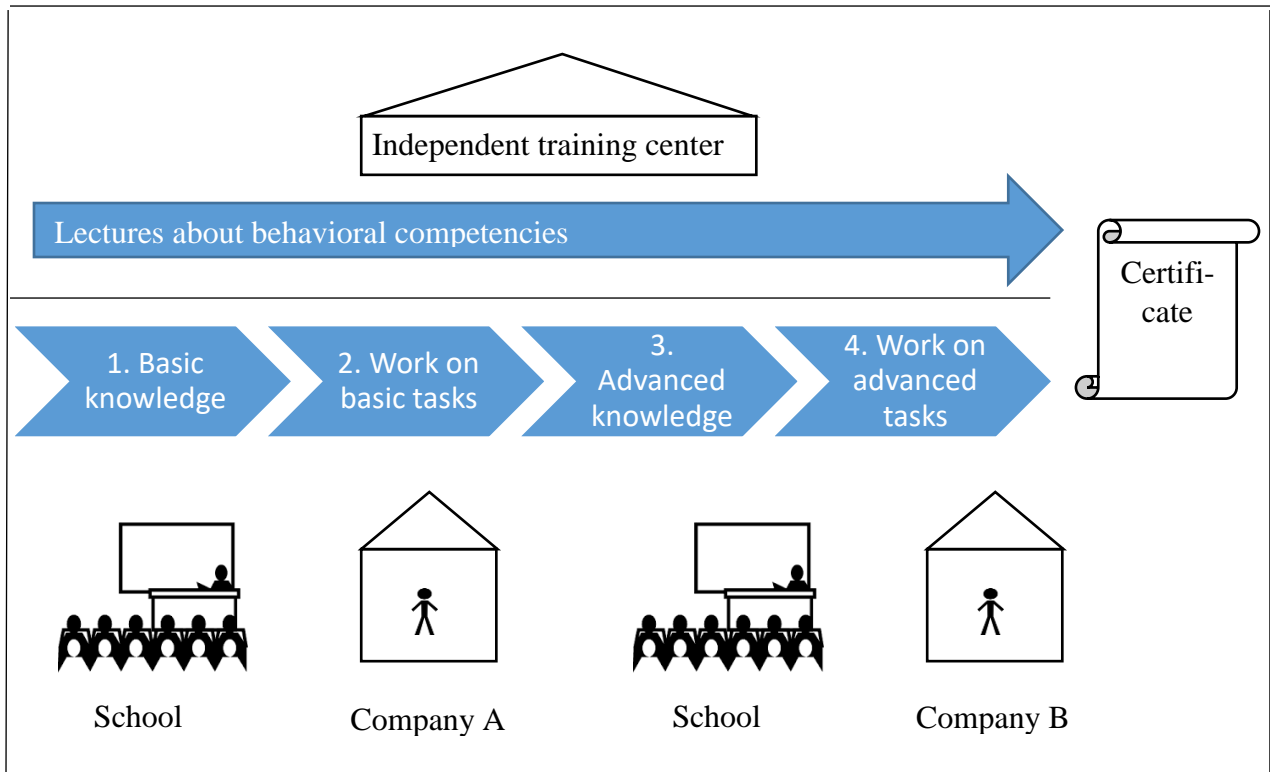 Independent training center
Lectures about behavioral competencies
Certifi-
cate
1. Basic
knowledge
2. Work on
basic tasks
3.
Advanced
knowledge
4. Work on
advanced
tasks
School
Company A
School
Company B